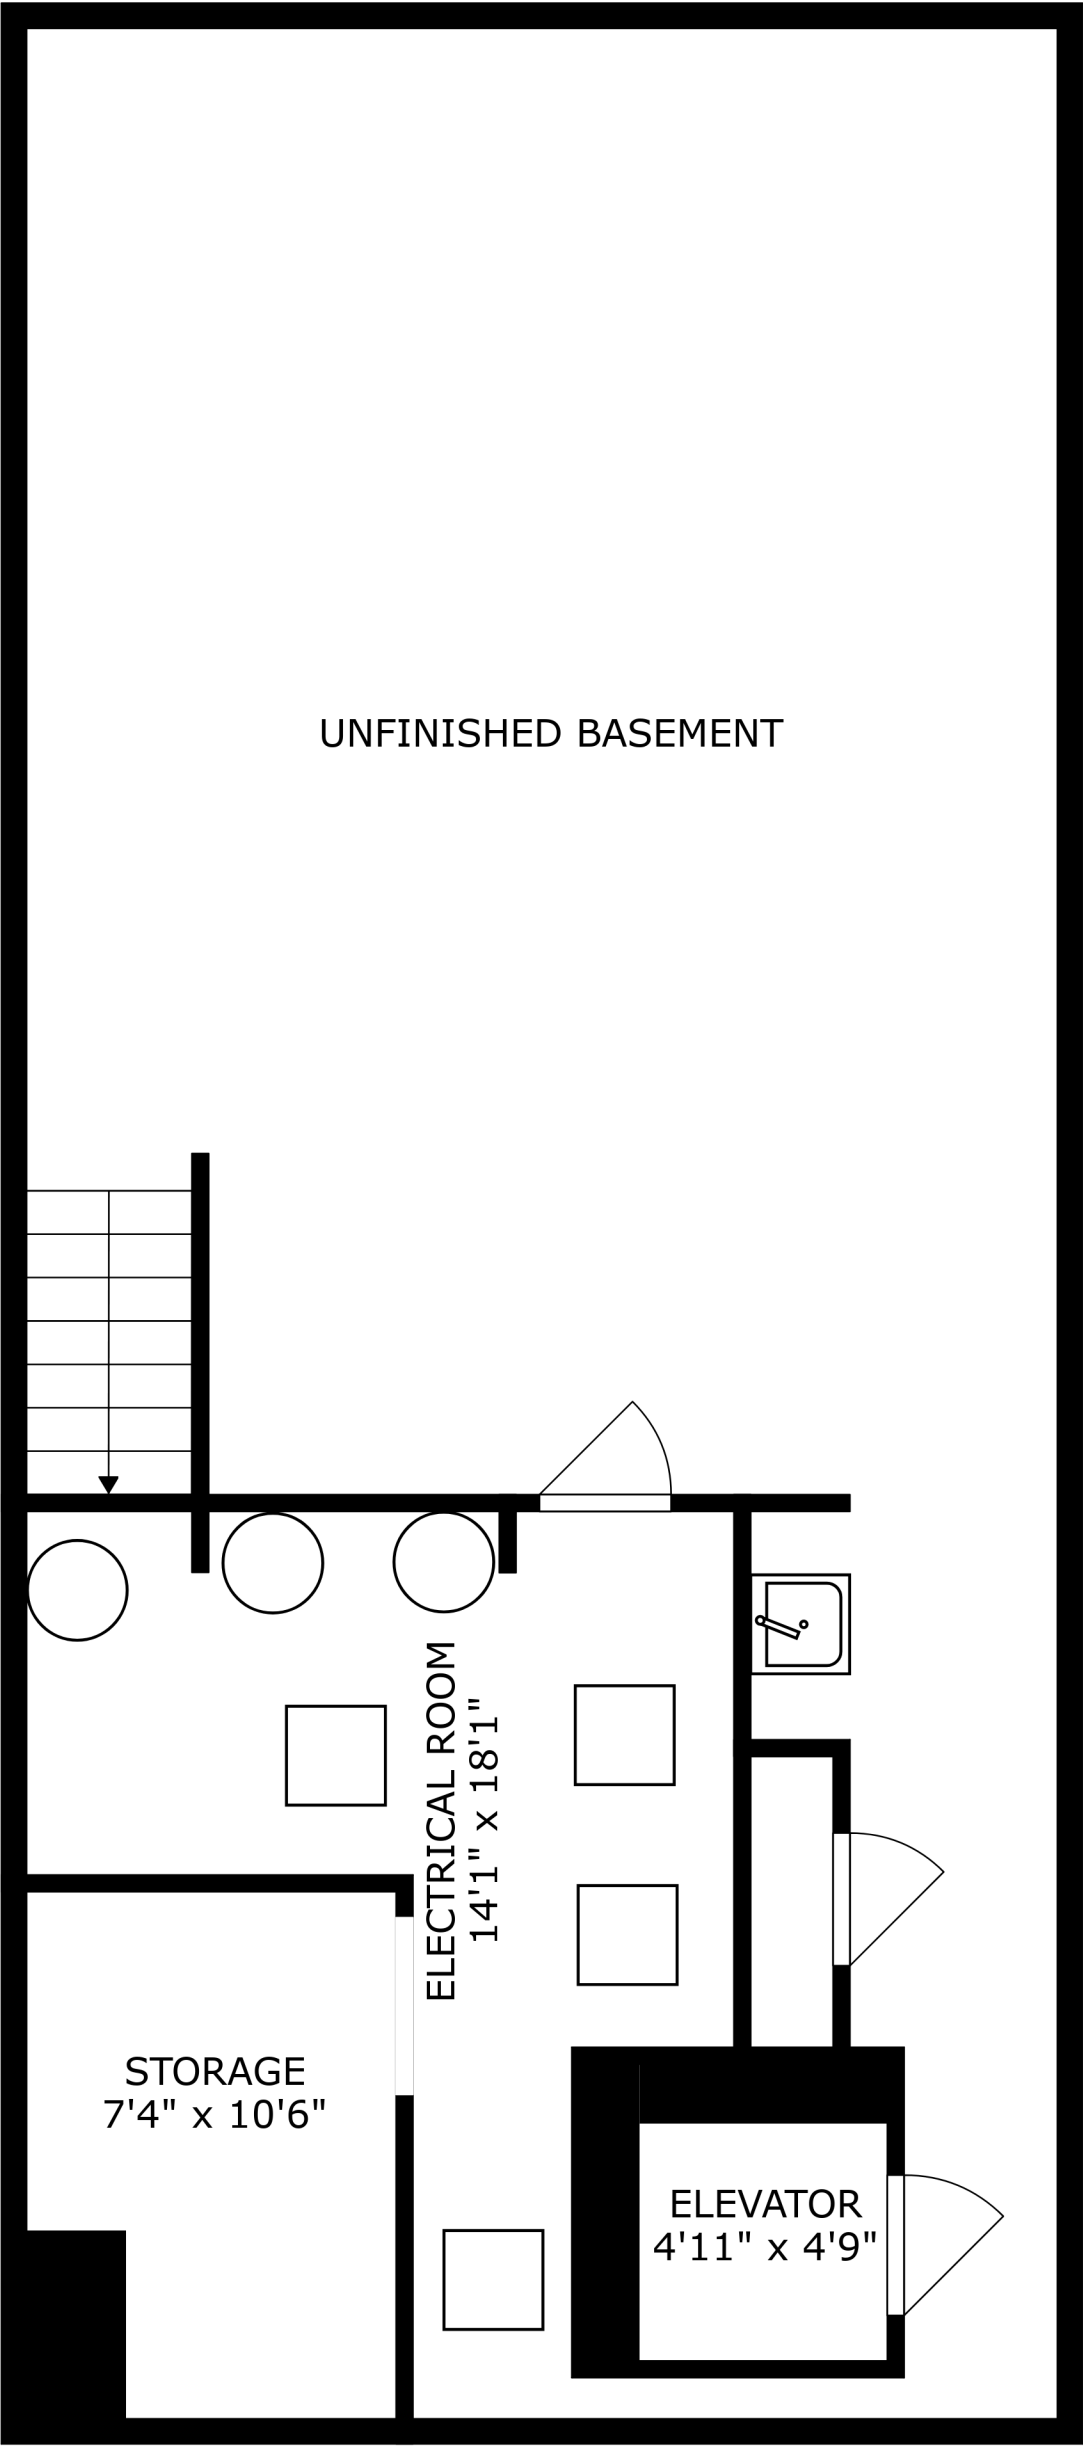 UNFINISHED BASEMENT
ELECTRICAL ROOM
14'1" x 18'1"
STORAGE
7'4" x 10'6"
ELEVATOR
4'11" x 4'9"